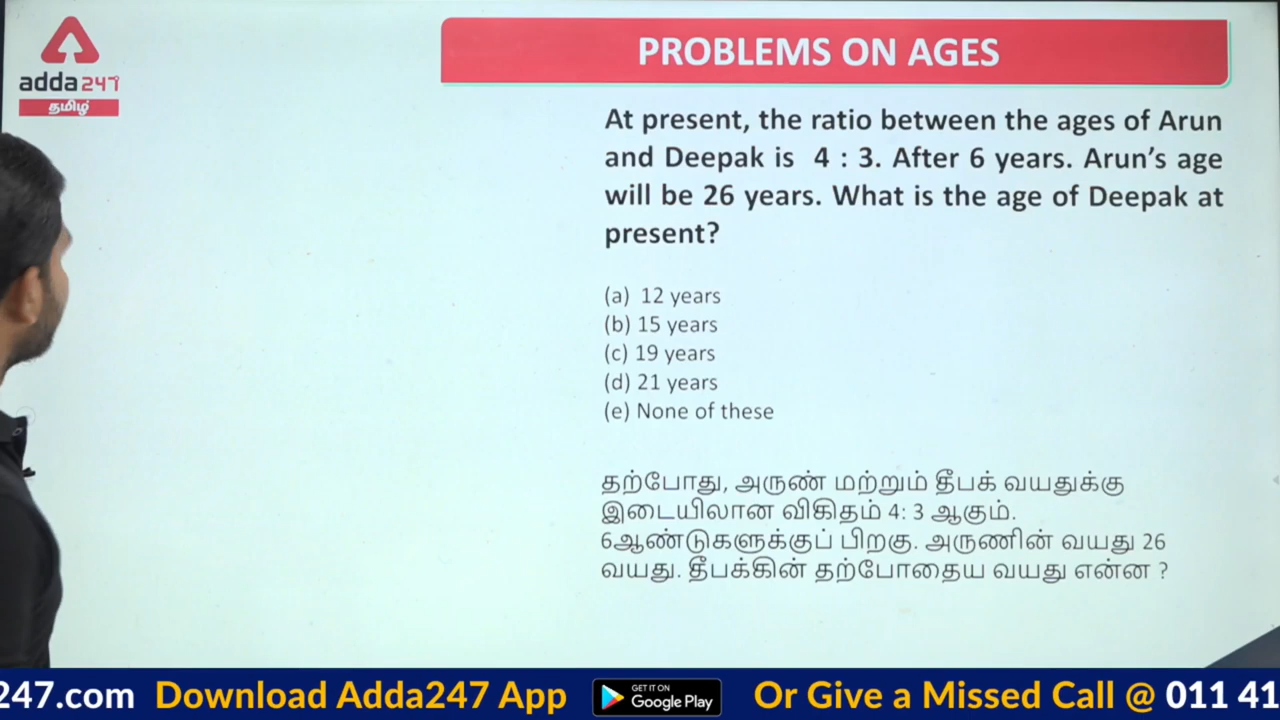 adda247
தமிழ்
PROBLEMS ON AGES
At present, the ratio between the ages of Arun
and Deepak is 4 : 3. After 6 years. Arun's age
will be 26 years. What is the age of Deepak at
present?
(a) 12 years
(b) 15 years
(c) 19 years
(d) 21 years
(e) None of these
தற்போது, அருண் மற்றும் தீபக் வயதுக்கு
இடையிலான விகிதம் 4: 3 ஆகும்.
6ஆண்டுகளுக்குப் பிறகு. அருணின் வயது 26
வயது. தீபக்கின் தற்போதைய வயது என்ன ?
247.com Download Adda247 App GET IT ON Google Play Or Give a Missed Call @ 011 41